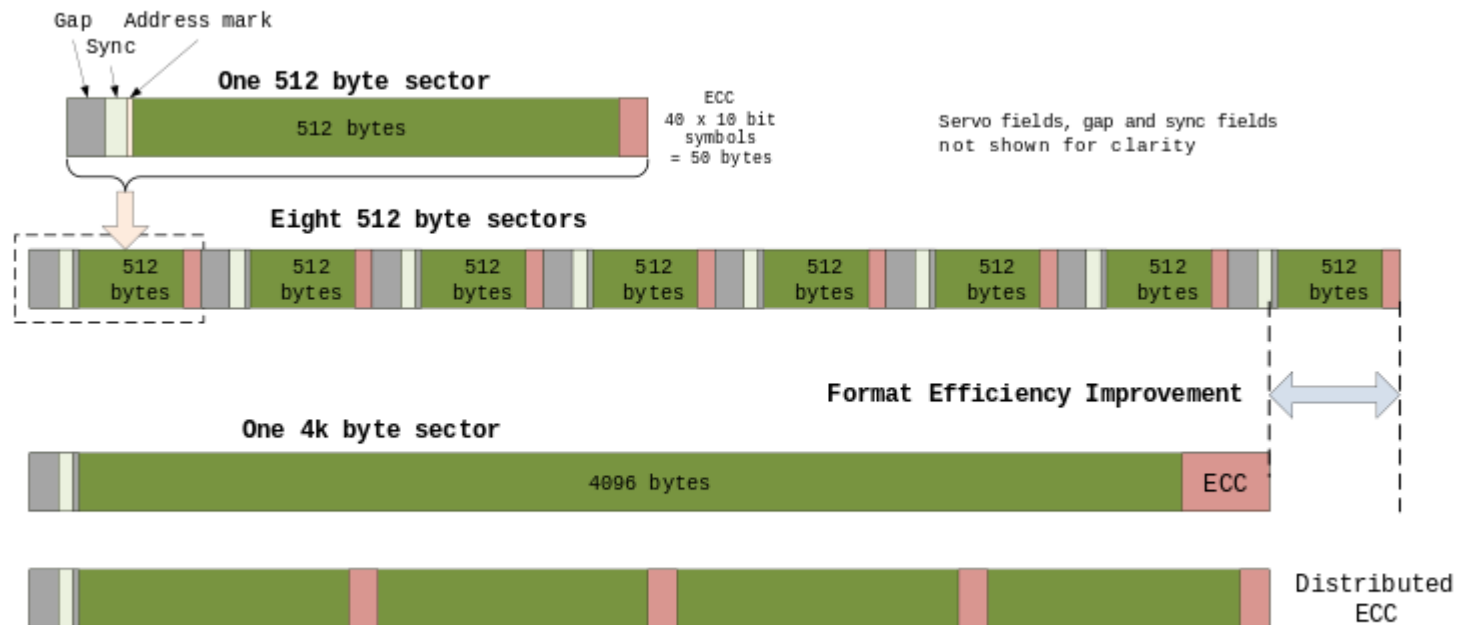 Gap Address mark
Sync
One 512 byte sector
512 bytes
ECC
40 x 10 bit
symbols
= 50 bytes
Servo fields, gap and sync fields
not shown for clarity
Eight 512 byte sectors
512 512 512 512 512 512 512 512
bytes bytes bytes bytes bytes bytes bytes bytes
Format Efficiency Improvement
One 4k byte sector
4096 bytes
ECC
Distributed
ECC